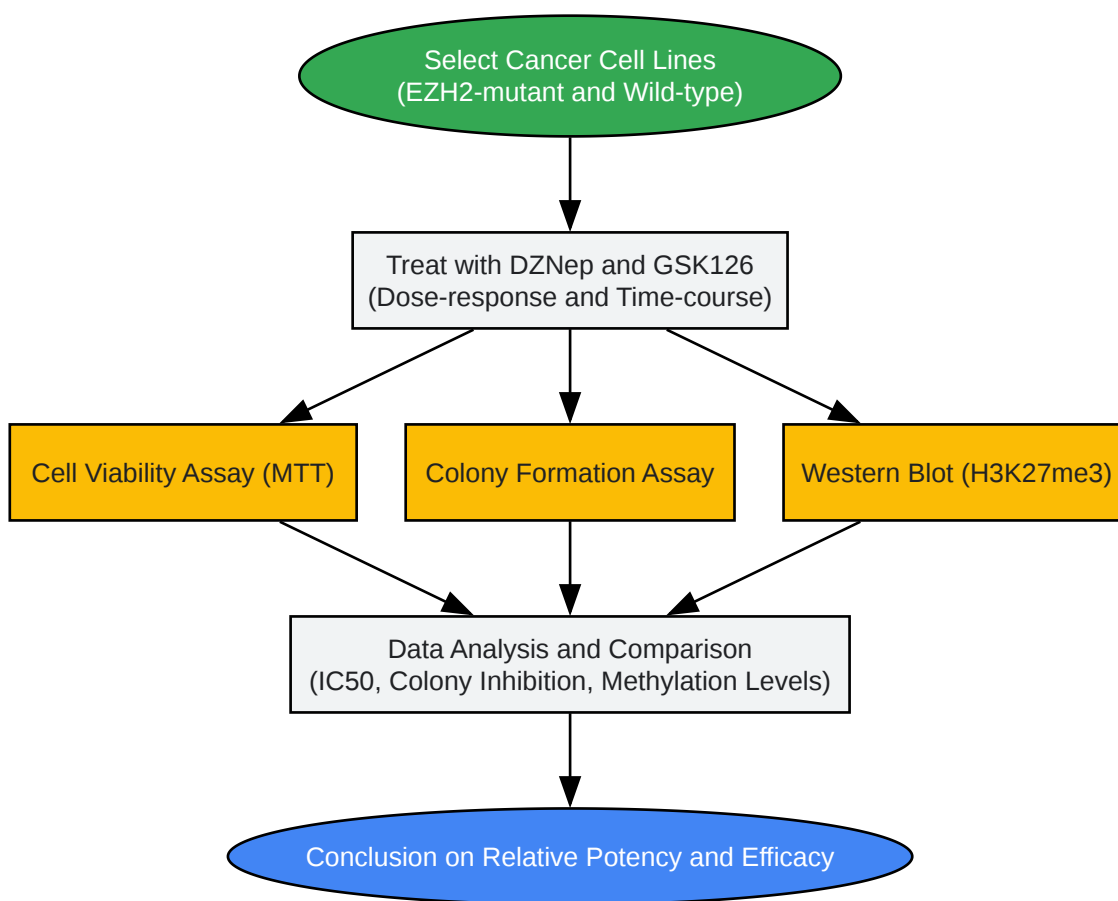 Select Cancer Cell Lines
(EZH2-mutant and Wild-type)
Treat with DZNep and GSK126
(Dose-response and Time-course)
Cell Viability Assay (MTT)
Colony Formation Assay
Western Blot (H3K27me3)
Data Analysis and Comparison
(IC50, Colony Inhibition, Methylation Levels)
Conclusion on Relative Potency and Efficacy